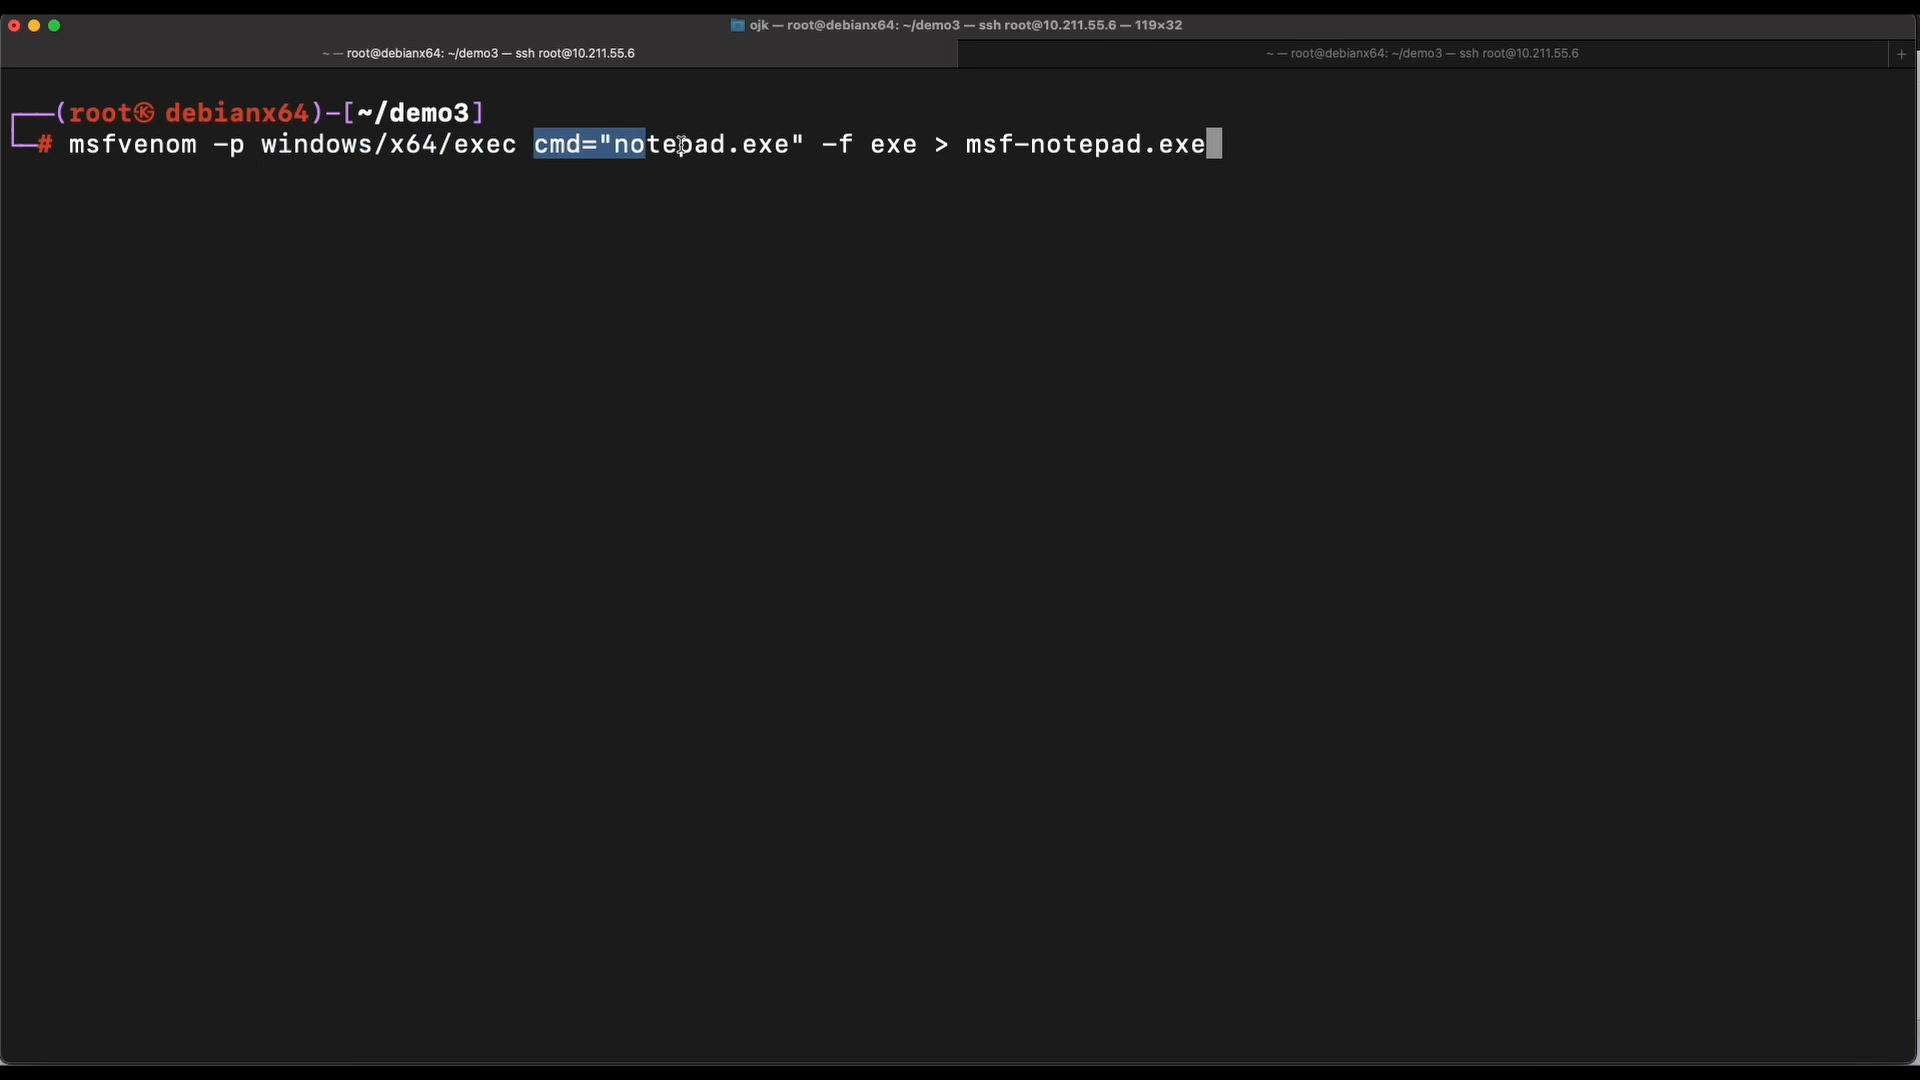 ojk — root@debianx64: ~/demo3 — ssh root@10.211.55.6 — 119×32
~ — root@debianx64: ~/demo3 — ssh root@10.211.55.6
~ — root@debianx64: ~/demo3 — ssh root@10.211.55.6 +
┌──(root㉿ debianx64)-[~/demo3]
└─# msfvenom -p windows/x64/exec cmd="notepad.exe" -f exe > msf-notepad.exe